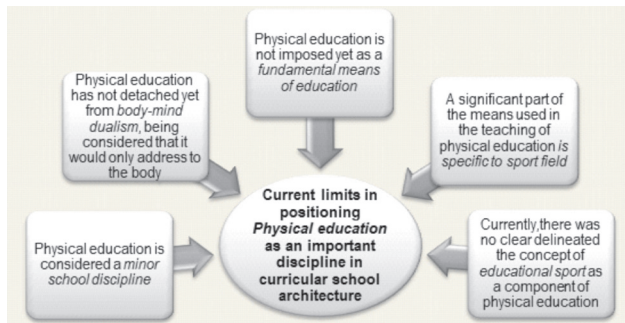 Physical education is
not imposed yet as a
fundamental means
of education
Physical education
has not detached yet
from body-mind
dualism, being
considered that it
would only address to
the body
A significant part of
the means used in
the teaching of
physical education is
specific to sport field
Physical education is
considered a minor
school discipline
Current limits in
positioning
Physical education
as an important
discipline in
curricular school
architecture
Currently,there was
no clear delineated
the concept of
educational sport as
a component of
physical education